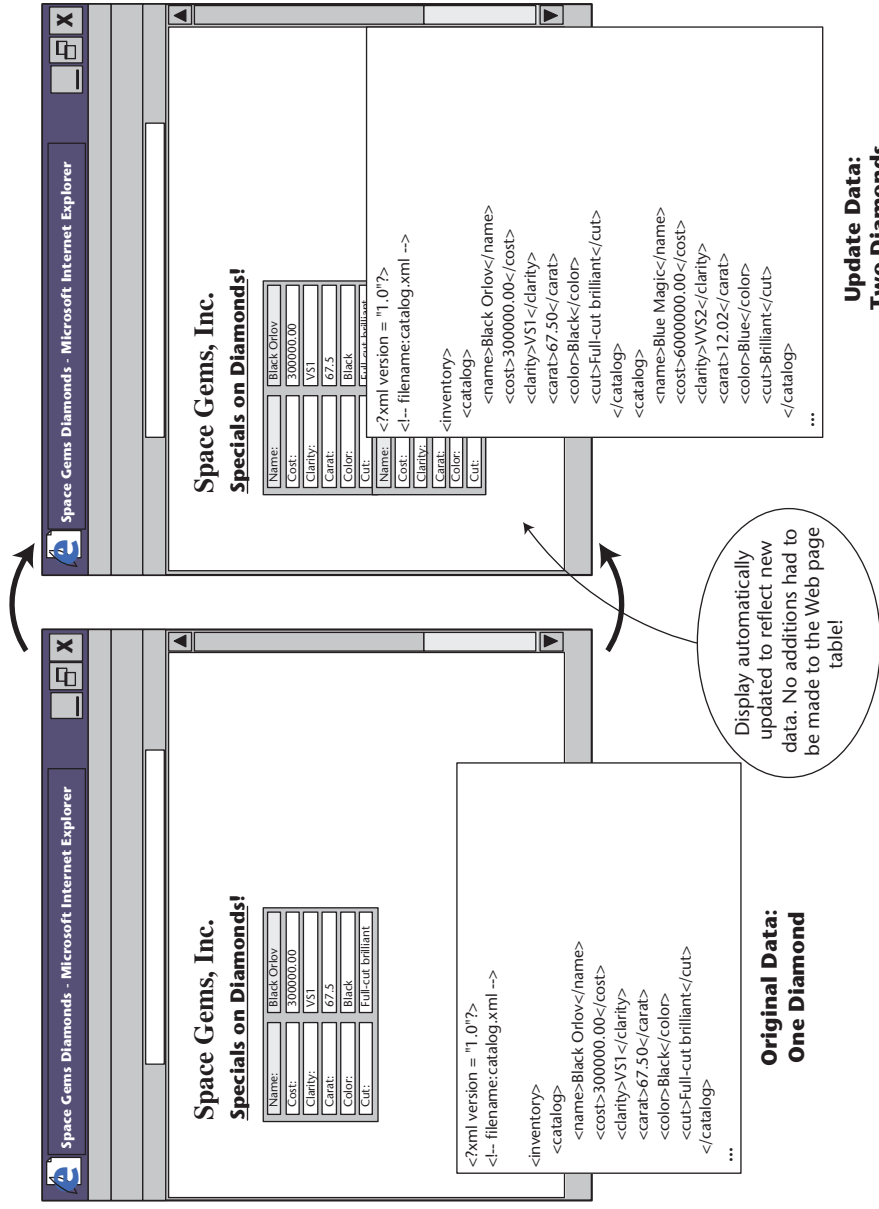 Space Gems Diamonds - Microsoft Internet Explorer
X
Space Gems, Inc.
Specials on Diamonds!
Name: Black Orlov
Cost: 300000.00
Clarity: VS1
Carat: 67.5
Color: Black
Cut: Full-cut brilliant
<?xml version = "1.0"?>
<!-- filename:catalog.xml -->
<inventory>
<catalog>
<name>Black Orlov</name>
<cost>300000.00</cost>
<clarity>VS1</clarity>
<carat>67.50</carat>
<color>Black</color>
<cut>Full-cut brilliant</cut>
</catalog>
...
Original Data:
One Diamond
Space Gems Diamonds - Microsoft Internet Explorer
X
Space Gems, Inc.
Specials on Diamonds!
Name: Black Orlov
Cost: 300000.00
Clarity: VS1
Carat: 67.5
Color: Black
Cut: Full-cut brilliant
Name:
Cost:
Clarity:
Carat:
Color:
Cut:
<?xml version = "1.0"?>
<!-- filename:catalog.xml -->
<inventory>
<catalog>
<name>Black Orlov</name>
<cost>300000.00</cost>
<clarity>VS1</clarity>
<carat>67.50</carat>
<color>Black</color>
<cut>Full-cut brilliant</cut>
</catalog>
<catalog>
<name>Blue Magic</name>
<cost>6000000.00</cost>
<clarity>VVS2</clarity>
<carat>12.02</carat>
<color>Blue</color>
<cut>Brilliant</cut>
</catalog>
...
Update Data:
Two Diamonds
Display automatically
updated to reflect new
data. No additions had to
be made to the Web page
table!